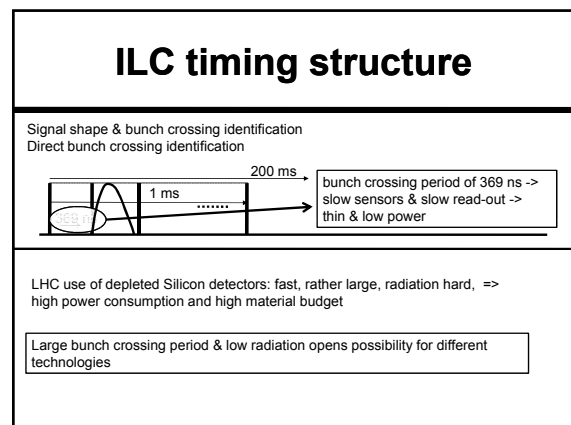 ILC timing structure
Signal shape & bunch crossing identification
Direct bunch crossing identification
200 ms
1 ms
.......
369 n
bunch crossing period of 369 ns ->
slow sensors & slow read-out ->
thin & low power
LHC use of depleted Silicon detectors: fast, rather large, radiation hard, =>
high power consumption and high material budget
Large bunch crossing period & low radiation opens possibility for different
technologies